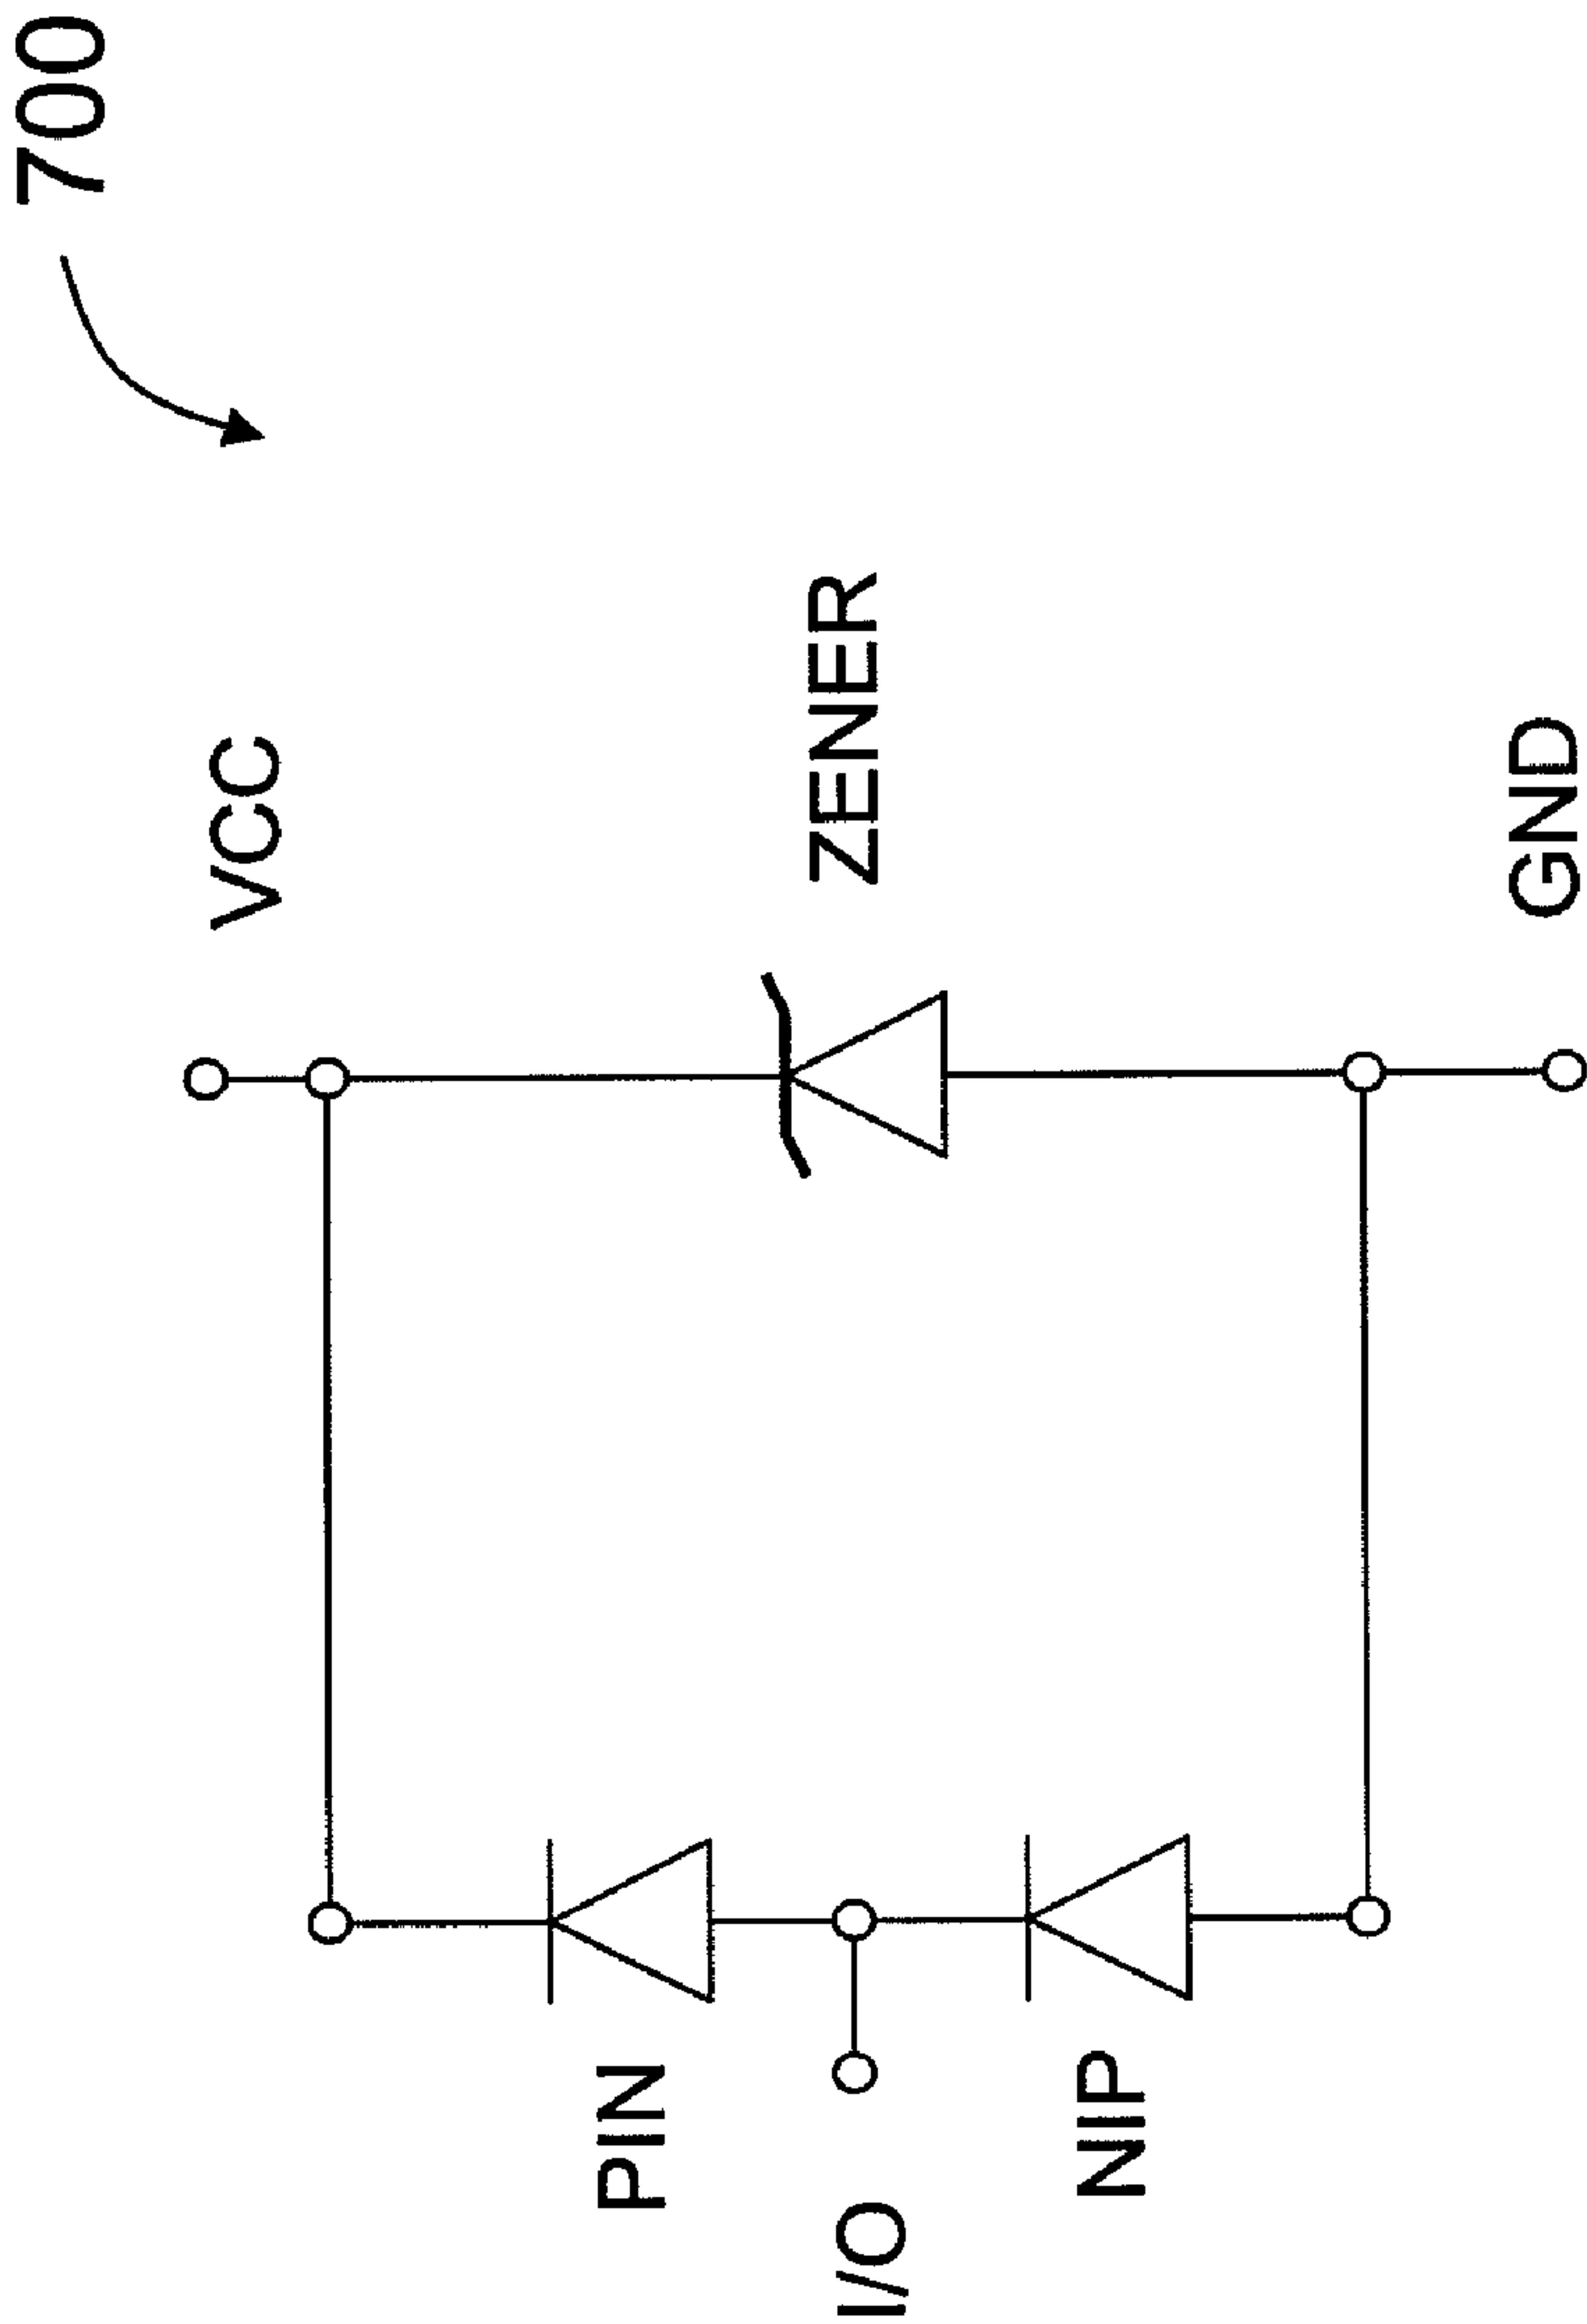 700
VCC
ZENER
GND
PIN
I/O
NIP